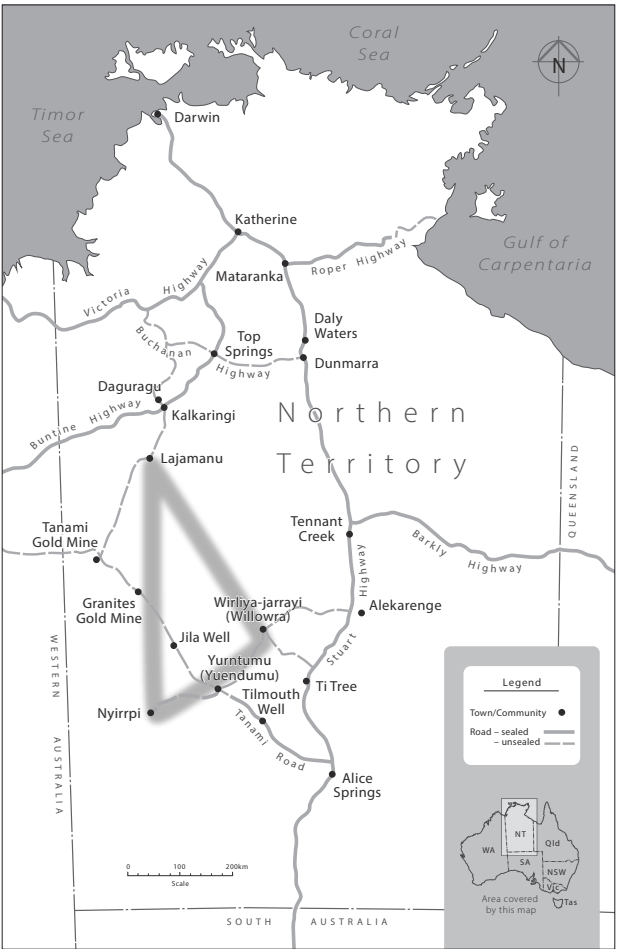 Coral
Sea
N
Timor
Sea
Darwin
Katherine
Gulf of
Carpentaria
Mataranka
Roper Highway
Victoria Highway
Daly
Waters
Top
Springs
Buchanan Highway
Dunmarra
Daguragu
Kalkaringi
Buntine Highway
Northern
Territory
Lajamanu
QUEENSLAND
Tennant
Creek
Barkly Highway
Tanami
Gold Mine
Granites
Gold Mine
Wirliya-jarrayi
(Willowra)
Alekarenge
Stuart Highway
Jila Well
Yurntumu
(Yuendumu)
Ti Tree
Tilmouth
Well
Nyirrpi
Tanami Road
Alice
Springs
WESTERN AUSTRALIA
Legend
Town/Community
Road – sealed
– unsealed
NT
WA
Qld
SA
NSW
Vic
Tas
Area covered
by this map
0 100 200km
Scale
SOUTH AUSTRALIA